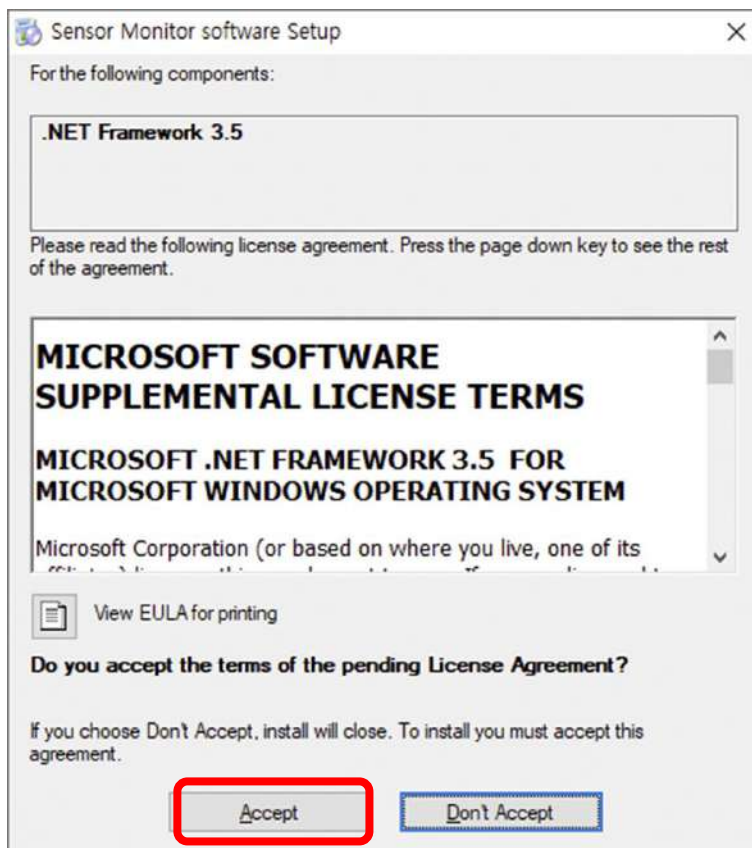 Sensor Monitor software Setup
For the following components:
.NET Framework 3.5
Please read the following license agreement. Press the page down key to see the rest
of the agreement.
MICROSOFT SOFTWARE
SUPPLEMENTAL LICENSE TERMS
MICROSOFT .NET FRAMEWORK 3.5 FOR
MICROSOFT WINDOWS OPERATING SYSTEM
Microsoft Corporation (or based on where you live, one of its
View EULA for printing
Do you accept the terms of the pending License Agreement?
If you choose Don't Accept, install will close. To install you must accept this
agreement.
Accept
Don't Accept